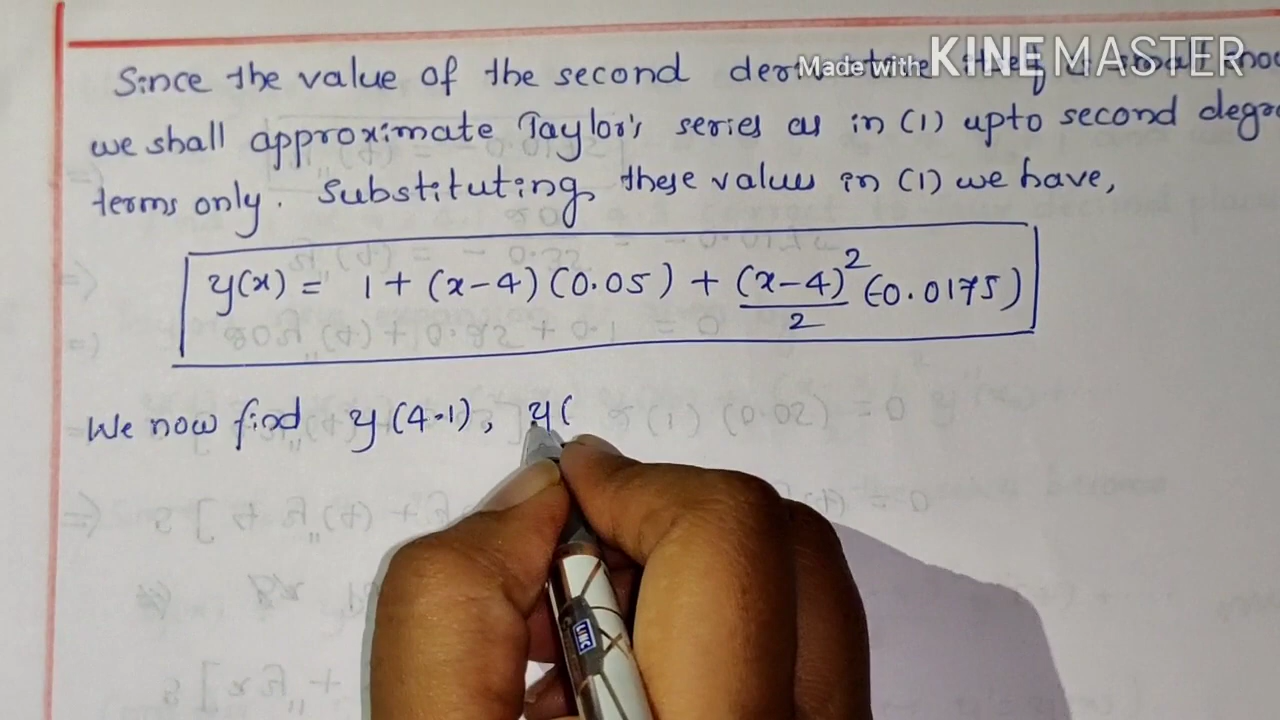 Made with KINEMASTER
Since the value of the second
we shall approximate Taylor's series as in (1) upto second degre
terms only. Substituting these values in (1) we have,
y(x) = 1 + (x-4)(0.05) + (x-4)²/2 (-0.0175)
We now find y(4.1), y(
LINC